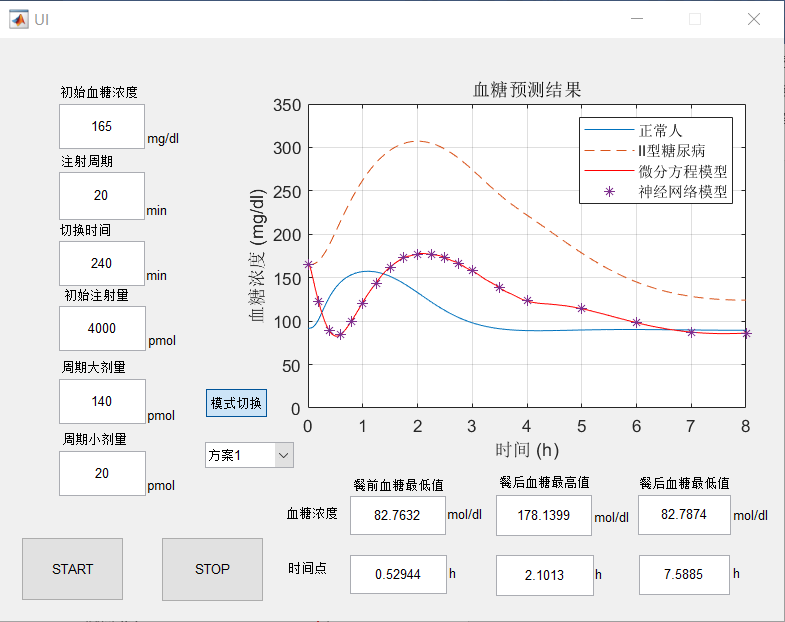 UI
初始血糖浓度
165
mg/dl
注射周期
20
min
切换时间
240
min
初始注射量
4000
pmol
周期大剂量
140
pmol
周期小剂量
20
pmol
START
STOP
模式切换
方案1
血糖预测结果
350
300
250
200
150
100
50
0
血糖浓度 (mg/dl)
0 1 2 3 4 5 6 7 8
时间 (h)
正常人
II型糖尿病
微分方程模型
神经网络模型
餐前血糖最低值
餐后血糖最高值
餐后血糖最低值
血糖浓度
82.7632
mol/dl
178.1399
mol/dl
82.7874
mol/dl
时间点
0.52944
h
2.1013
h
7.5885
h